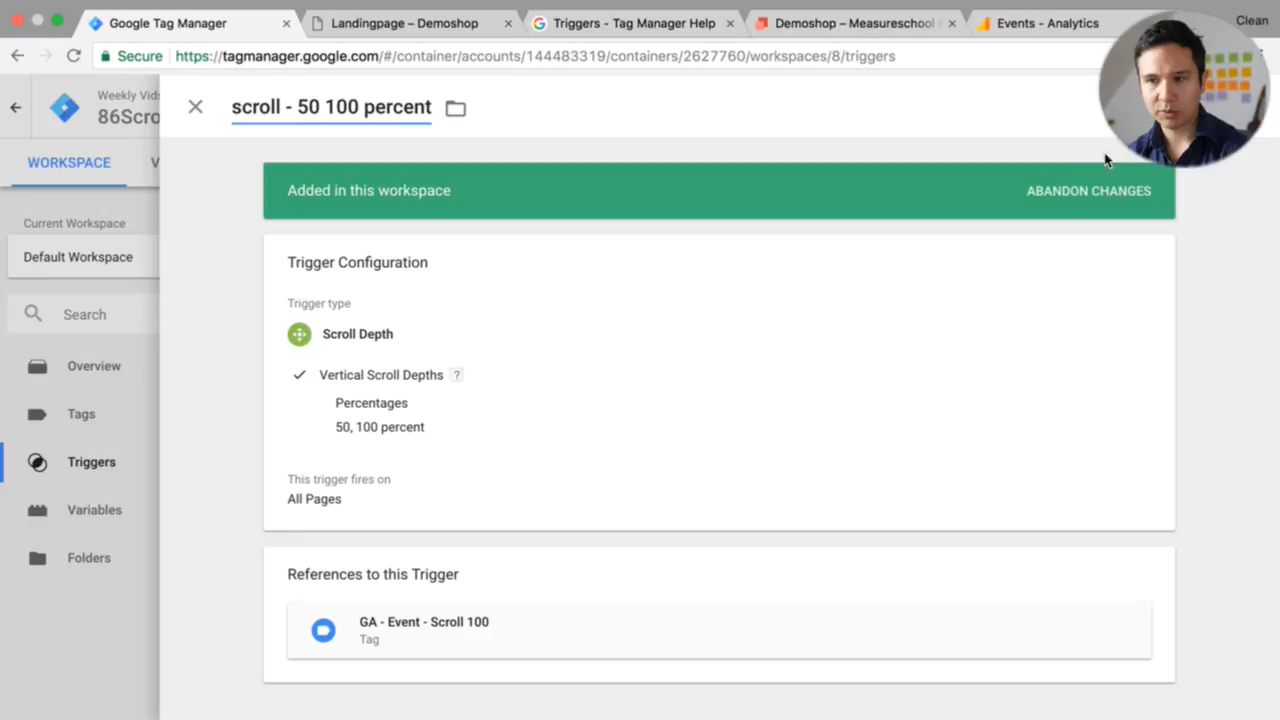 Google Tag Manager
Landingpage – Demoshop
Triggers - Tag Manager Help
Demoshop – Measureschool
Events - Analytics
Clean
Secure
https://tagmanager.google.com/#/container/accounts/144483319/containers/2627760/workspaces/8/triggers
Weekly Vids
86Scro
scroll - 50 100 percent
WORKSPACE
V
Added in this workspace
ABANDON CHANGES
Current Workspace
Default Workspace
Trigger Configuration
Trigger type
Search
Scroll Depth
Overview
Vertical Scroll Depths ?
Percentages
Tags
50, 100 percent
Triggers
This trigger fires on
All Pages
Variables
Folders
References to this Trigger
GA - Event - Scroll 100
Tag